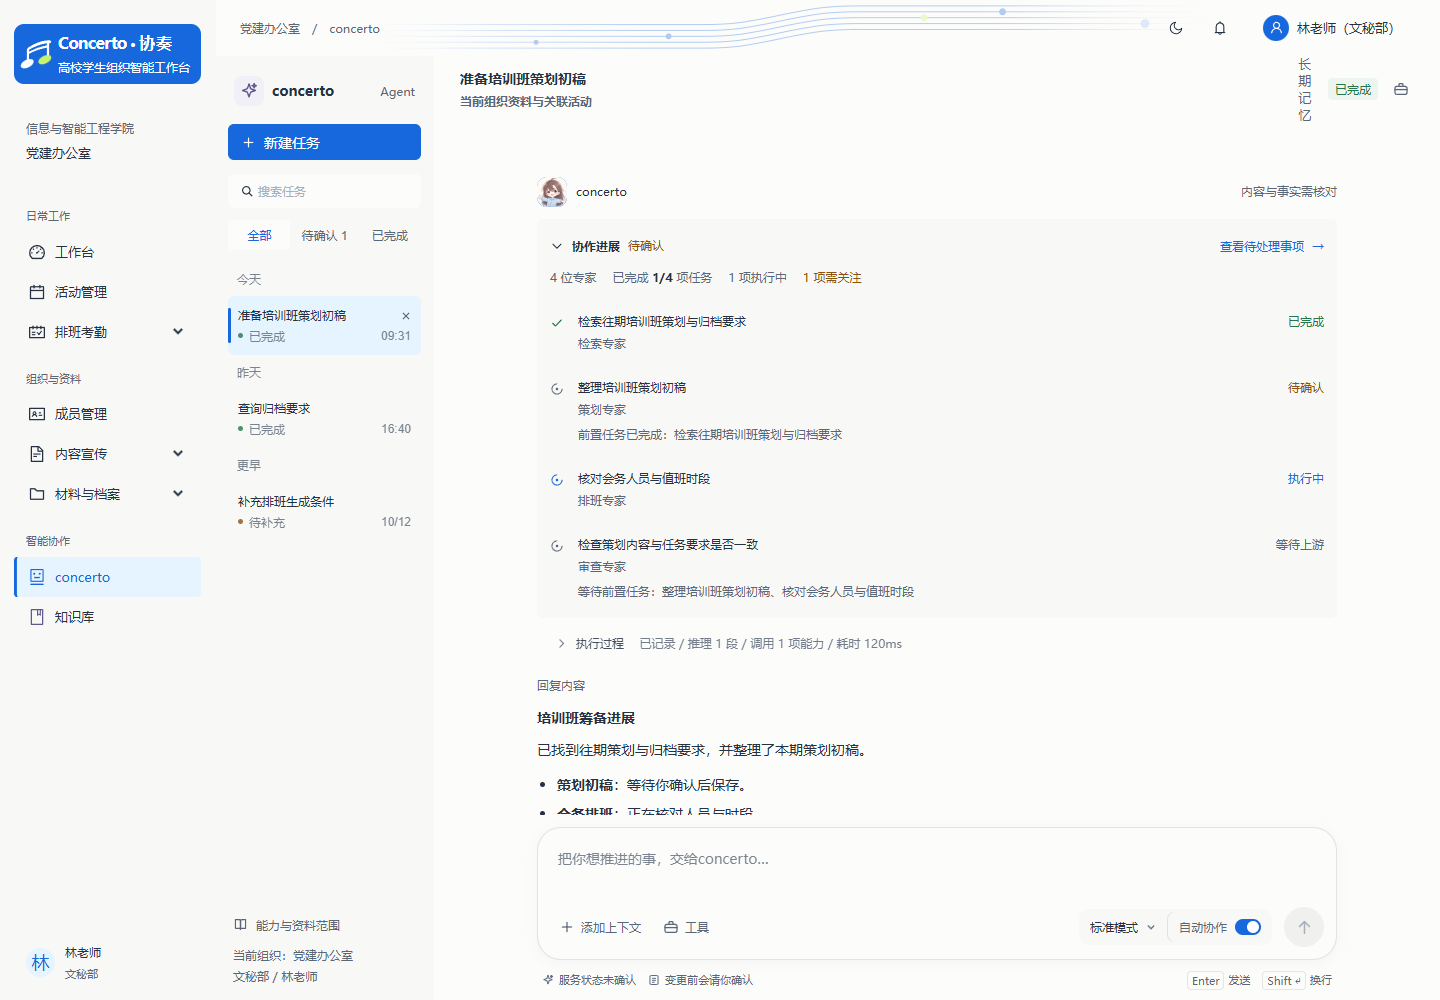 Concerto • 协奏
高校学生组织智能工作台
信息与智能工程学院
党建办公室
日常工作
工作台
活动管理
排班考勤
组织与资料
成员管理
内容宣传
材料与档案
智能协作
concerto
知识库
林 林老师
文秘部
党建办公室 / concerto
林老师（文秘部）
concerto Agent
+ 新建任务
搜索任务
全部 待确认 1 已完成
今天
准备培训班策划初稿 ×
已完成 09:31
昨天
查询归档要求
已完成 16:40
更早
补充排班生成条件
待补充 10/12
能力与资料范围
当前组织：党建办公室
文秘部 / 林老师
准备培训班策划初稿
当前组织资料与关联活动
长期记忆
已完成
concerto 内容与事实需核对
协作进展 待确认 查看待处理事项 →
4 位专家 已完成 1/4 项任务 1 项执行中 1 项需关注
检索往期培训班策划与归档要求 已完成
检索专家
整理培训班策划初稿 待确认
策划专家
前置任务已完成：检索往期培训班策划与归档要求
核对会务人员与值班时段 执行中
排班专家
检查策划内容与任务要求是否一致 等待上游
审查专家
等待前置任务：整理培训班策划初稿、核对会务人员与值班时段
执行过程 已记录 / 推理 1 段 / 调用 1 项能力 / 耗时 120ms
回复内容
培训班筹备进展
已找到往期策划与归档要求，并整理了本期策划初稿。
• 策划初稿：等待你确认后保存。
• 会务排班：正在核对人员与时段
把你想推进的事，交给concerto...
+ 添加上下文 工具 标准模式 自动协作
服务状态未确认 变更前会请你确认 Enter 发送 Shift ↵ 换行